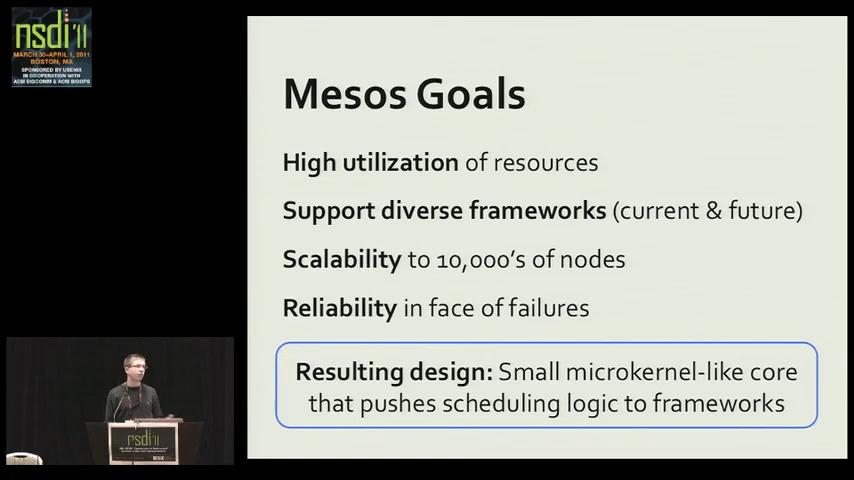 nsdi'11
MARCH 30–APRIL 1, 2011
BOSTON, MA
SPONSORED BY USENIX
IN COOPERATION WITH
ACM SIGCOMM & ACM SIGOPS
Mesos Goals
High utilization of resources
Support diverse frameworks (current & future)
Scalability to 10,000's of nodes
Reliability in face of failures
Resulting design: Small microkernel-like core
that pushes scheduling logic to frameworks
nsdi'11